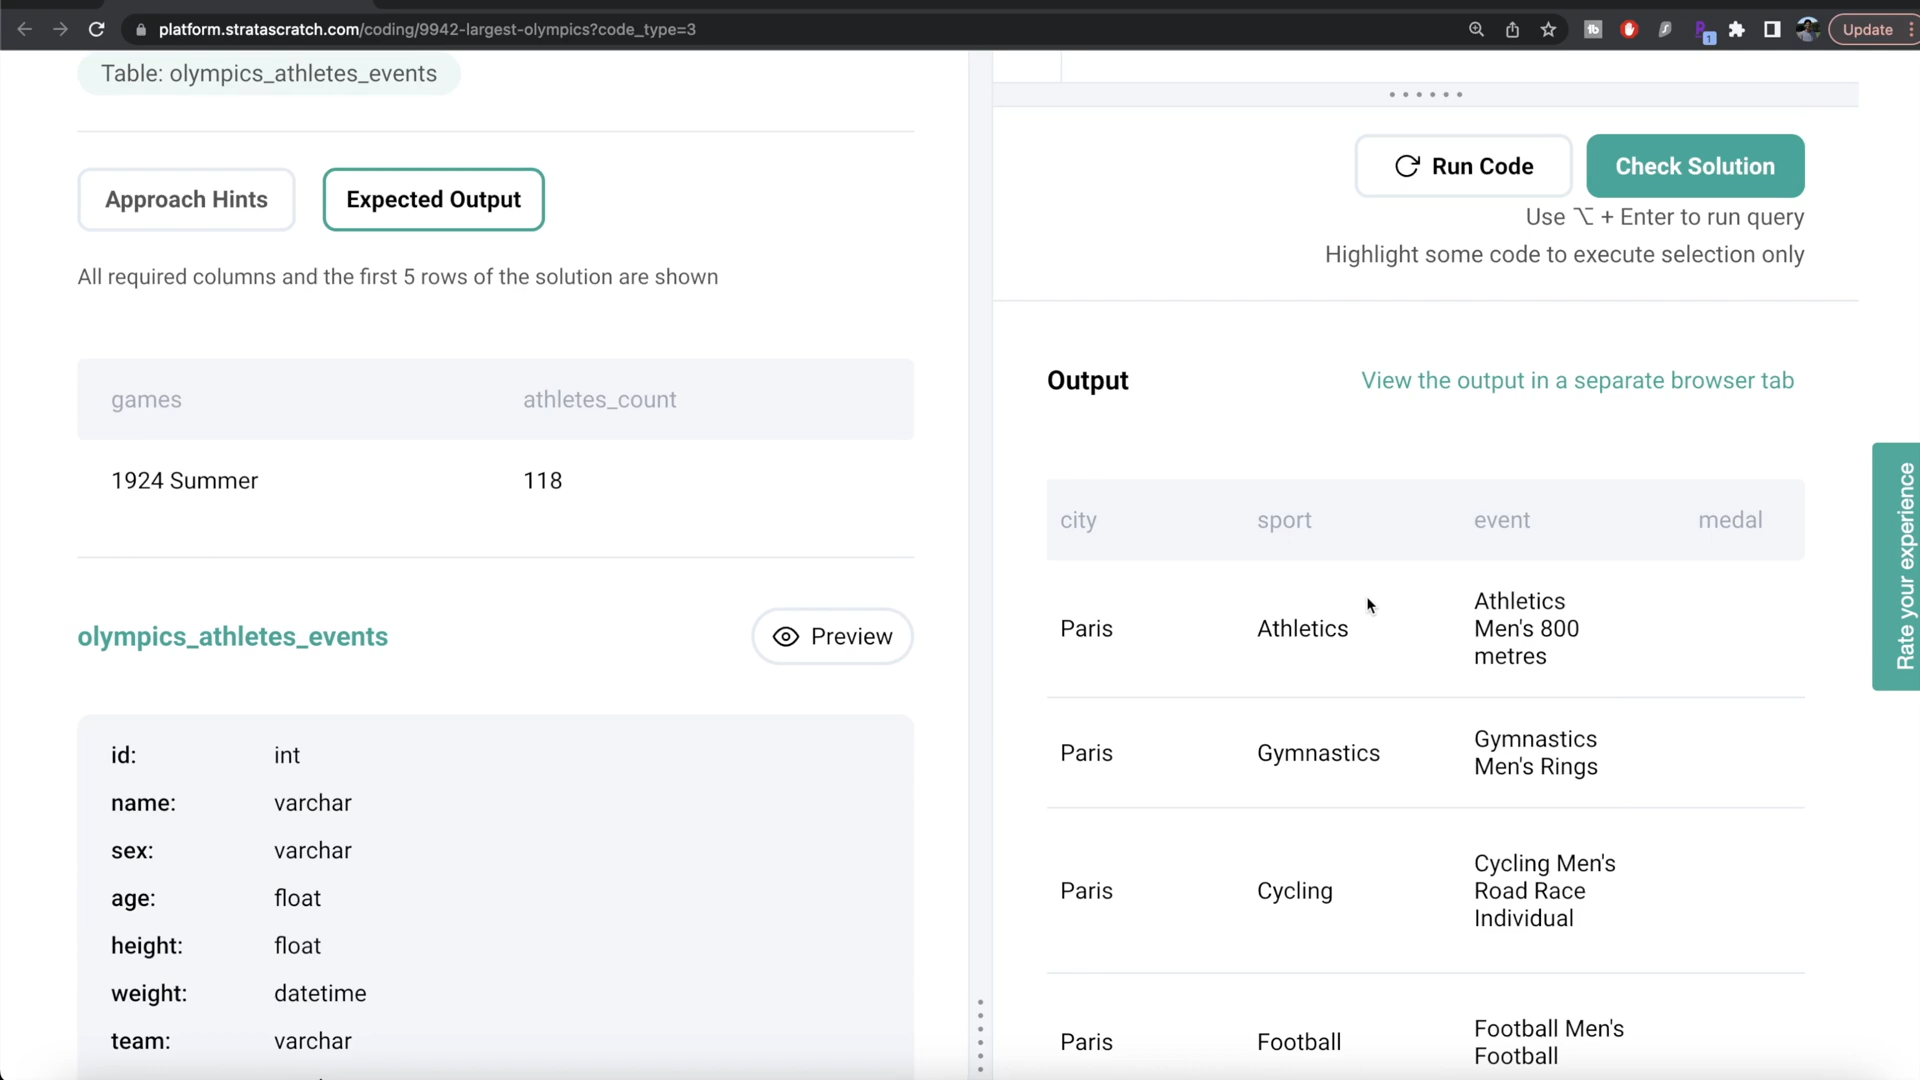 platform.stratascratch.com/coding/9942-largest-olympics?code_type=3
1
Update
Table: olympics_athletes_events
Approach Hints
Expected Output
All required columns and the first 5 rows of the solution are shown
games athletes_count
1924 Summer 118
olympics_athletes_events
Preview
id: int
name: varchar
sex: varchar
age: float
height: float
weight: datetime
team: varchar
Run Code
Check Solution
Use ⌥ + Enter to run query
Highlight some code to execute selection only
Output
View the output in a separate browser tab
city sport event medal
Paris Athletics Athletics
Men's 800
metres
Paris Gymnastics Gymnastics
Men's Rings
Paris Cycling Cycling Men's
Road Race
Individual
Paris Football Football Men's
Football
Rate your experience